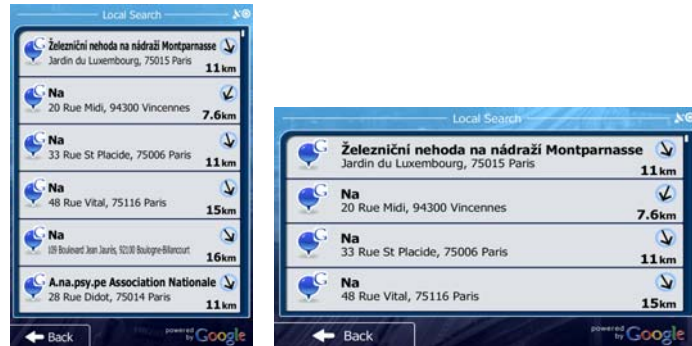 Local Search
Železniční nehoda na nádraží Montparnasse
Jardin du Luxembourg, 75015 Paris
11km
Na
20 Rue Midi, 94300 Vincennes
7.6km
Na
33 Rue St Placide, 75006 Paris
11km
Na
48 Rue Vital, 75116 Paris
15km
Na
109 Boulevard Jean Jaurès, 92100 Boulogne-Billancourt
16km
A.na.psy.pe Association Nationale
28 Rue Didot, 75014 Paris
11km
Back
powered by Google
Local Search
Železniční nehoda na nádraží Montparnasse
Jardin du Luxembourg, 75015 Paris
11km
Na
20 Rue Midi, 94300 Vincennes
7.6km
Na
33 Rue St Placide, 75006 Paris
11km
Na
48 Rue Vital, 75116 Paris
15km
Back
powered by Google